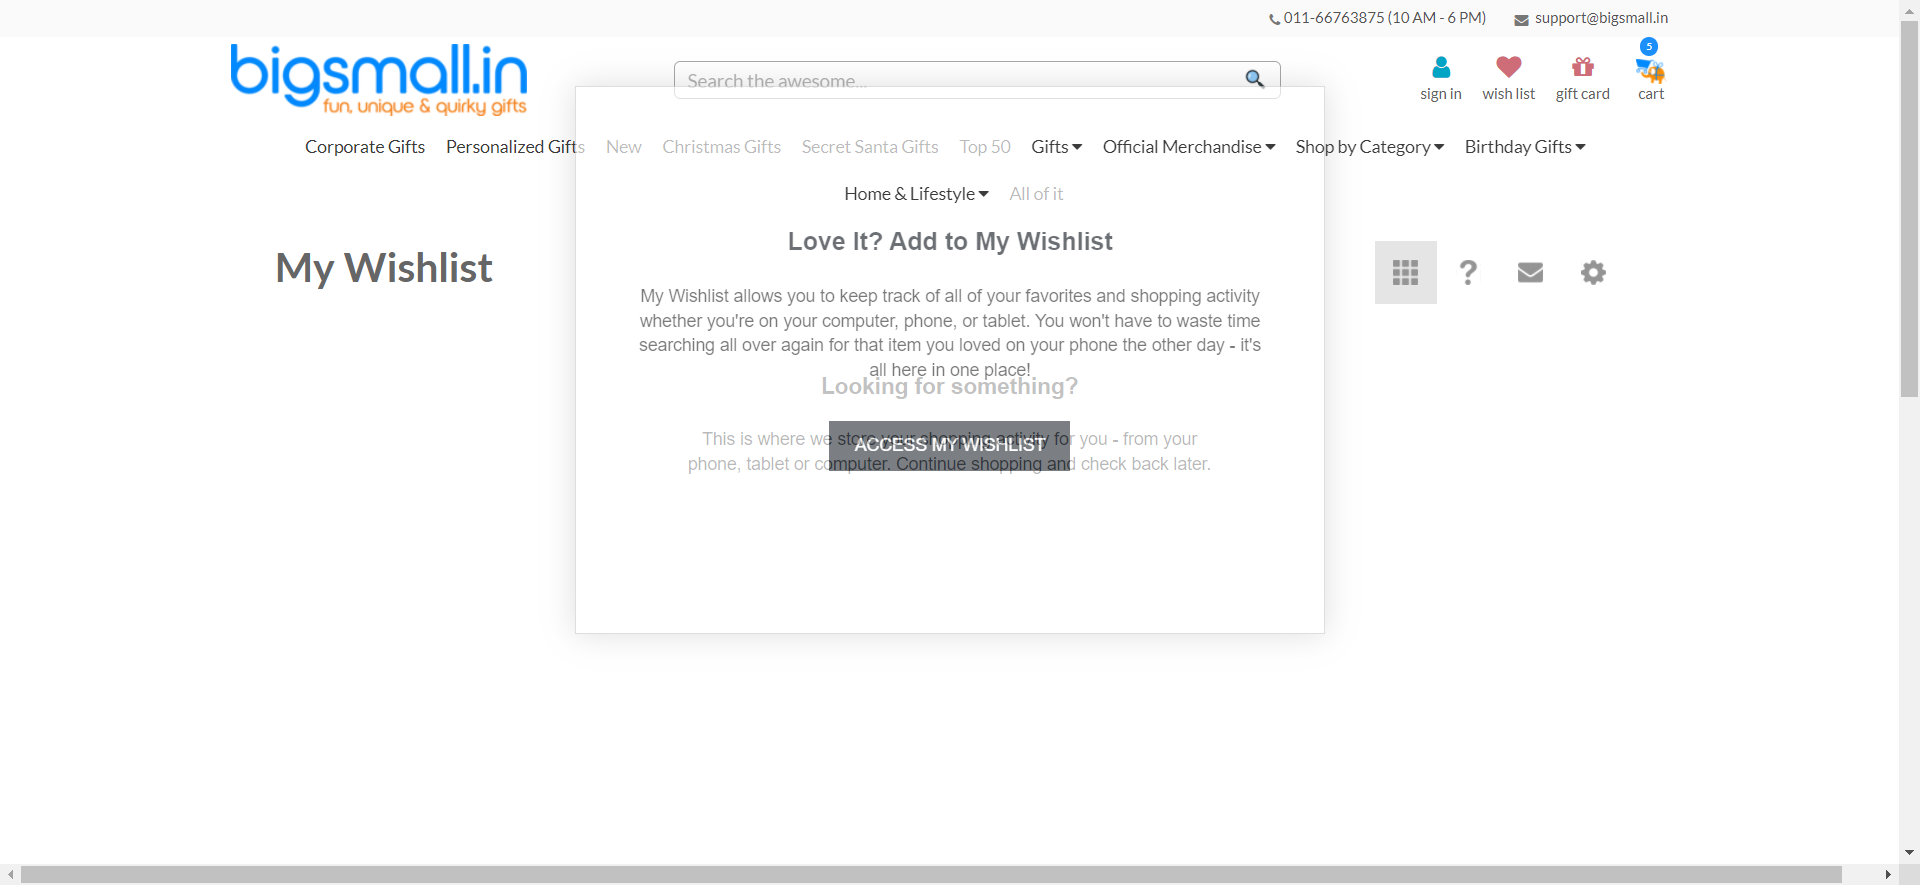 011-66763875 (10 AM - 6 PM) support@bigsmall.in
bigsmall.in
fun, unique & quirky gifts
Search the awesome...
5
sign in wish list gift card cart
Corporate Gifts Personalized Gifts New Christmas Gifts Secret Santa Gifts Top 50 Gifts Official Merchandise Shop by Category Birthday Gifts
Home & Lifestyle All of it
Love It? Add to My Wishlist
My Wishlist
My Wishlist allows you to keep track of all of your favorites and shopping activity
whether you're on your computer, phone, or tablet. You won't have to waste time
searching all over again for that item you loved on your phone the other day - it's
all here in one place!
Looking for something?
This is where we store your shopping activity for you - from your
ACCESS MY WISHLIST
phone, tablet or computer. Continue shopping and check back later.